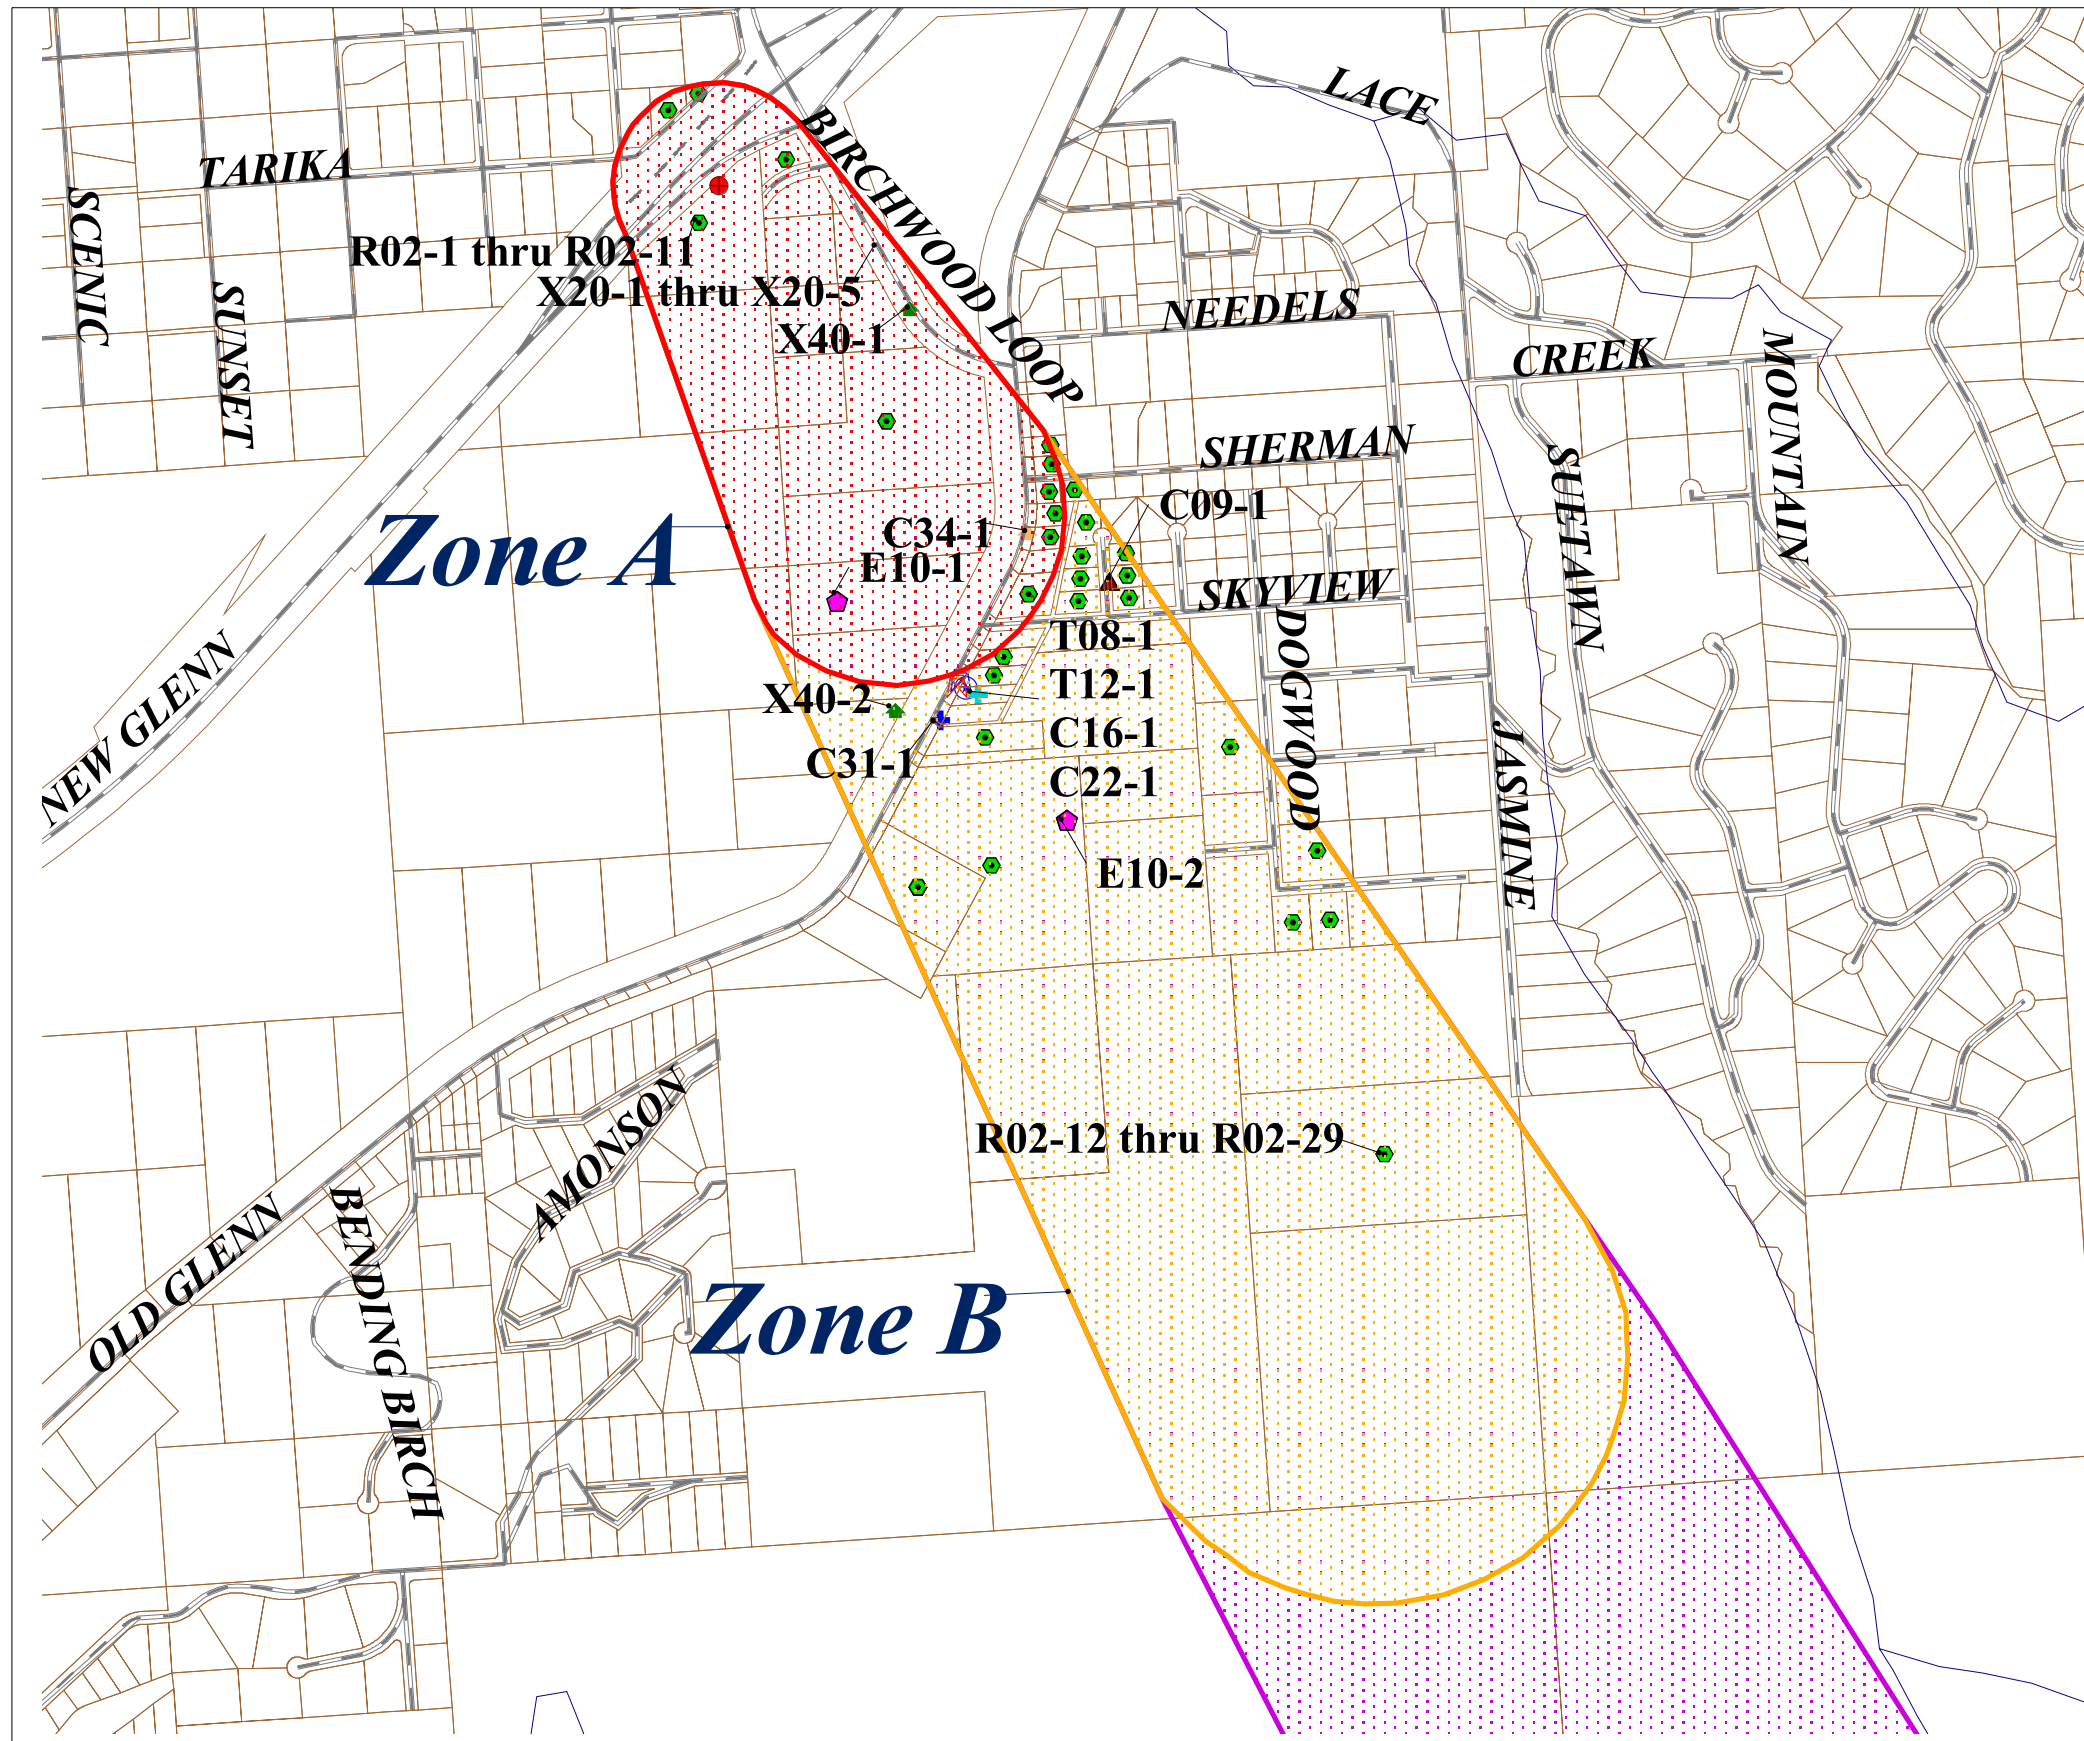 LACE
BIRCHWOOD LOOP
TARIKA
SCENIC
R02-1 thru R02-11
X20-1 thru X20-5
SUNSET
X40-1
NEEDELS
CREEK
MOUNTAIN
SHERMAN
SUETAWN
C09-1
C34-1
Zone A
E10-1
SKYVIEW
DOGWOOD
T08-1
T12-1
C16-1
C22-1
X40-2
C31-1
NEW GLENN
JASMINE
E10-2
AMONSON
R02-12 thru R02-29
OLD GLENN
BENDING BIRCH
Zone B